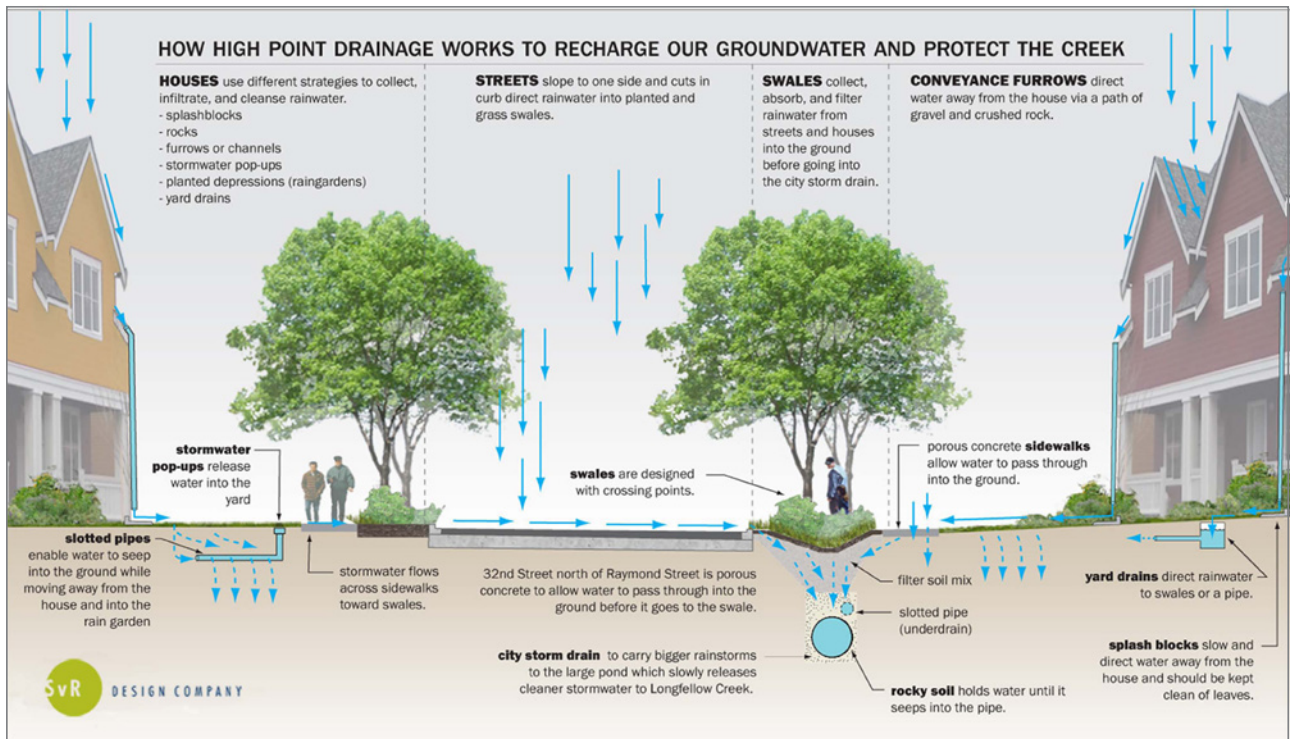 HOW HIGH POINT DRAINAGE WORKS TO RECHARGE OUR GROUNDWATER AND PROTECT THE CREEK
HOUSES use different strategies to collect,
infiltrate, and cleanse rainwater.
- splashblocks
- rocks
- furrows or channels
- stormwater pop-ups
- planted depressions (raingardens)
- yard drains
STREETS slope to one side and cuts in
curb direct rainwater into planted and
grass swales.
SWALES collect,
absorb, and filter
rainwater from
streets and houses
into the ground
before going into
the city storm drain.
CONVEYANCE FURROWS direct
water away from the house via a path of
gravel and crushed rock.
stormwater
pop-ups release
water into the
yard
swales are designed
with crossing points.
porous concrete sidewalks
allow water to pass through
into the ground.
slotted pipes
enable water to seep
into the ground while
moving away from the
house and into the
rain garden
stormwater flows
across sidewalks
toward swales.
32nd Street north of Raymond Street is porous
concrete to allow water to pass through into the
ground before it goes to the swale.
filter soil mix
slotted pipe
(underdrain)
yard drains direct rainwater
to swales or a pipe.
city storm drain to carry bigger rainstorms
to the large pond which slowly releases
cleaner stormwater to Longfellow Creek.
rocky soil holds water until it
seeps into the pipe.
splash blocks slow and
direct water away from the
house and should be kept
clean of leaves.
SvR DESIGN COMPANY